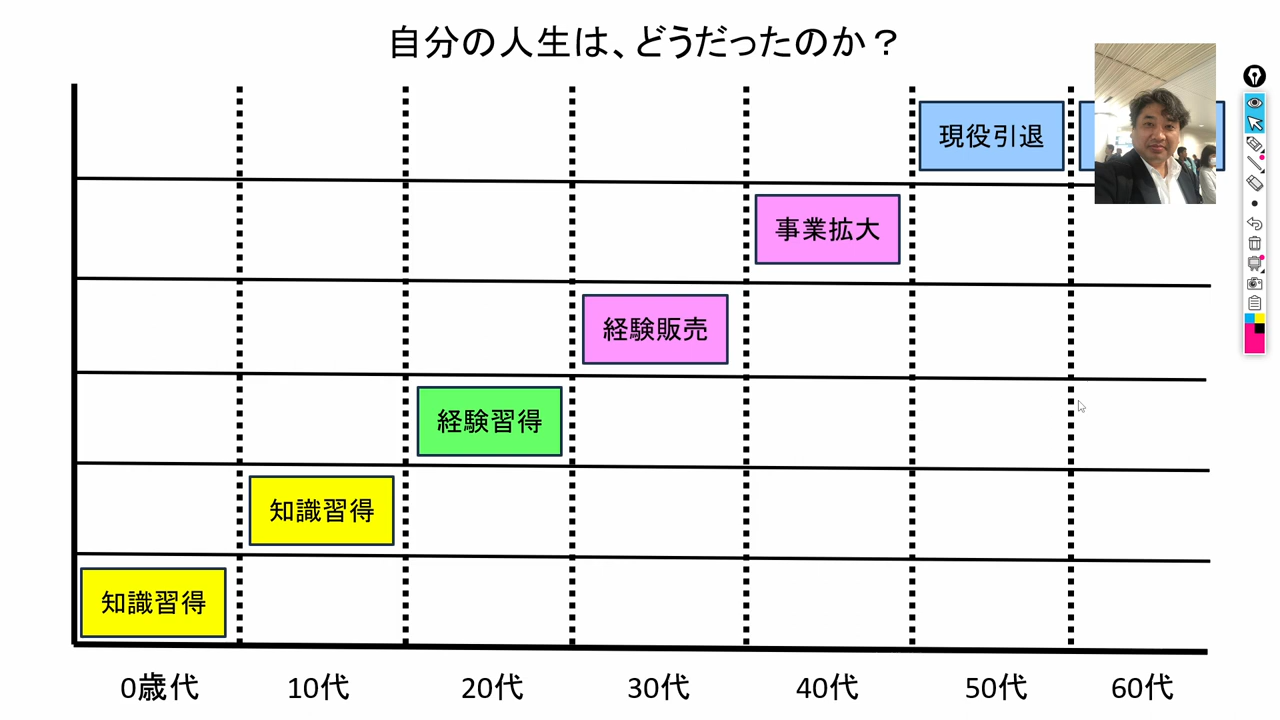 自分の人生は、どうだったのか？
現役引退
事業拡大
経験販売
経験習得
知識習得
知識習得
0歳代
10代
20代
30代
40代
50代
60代